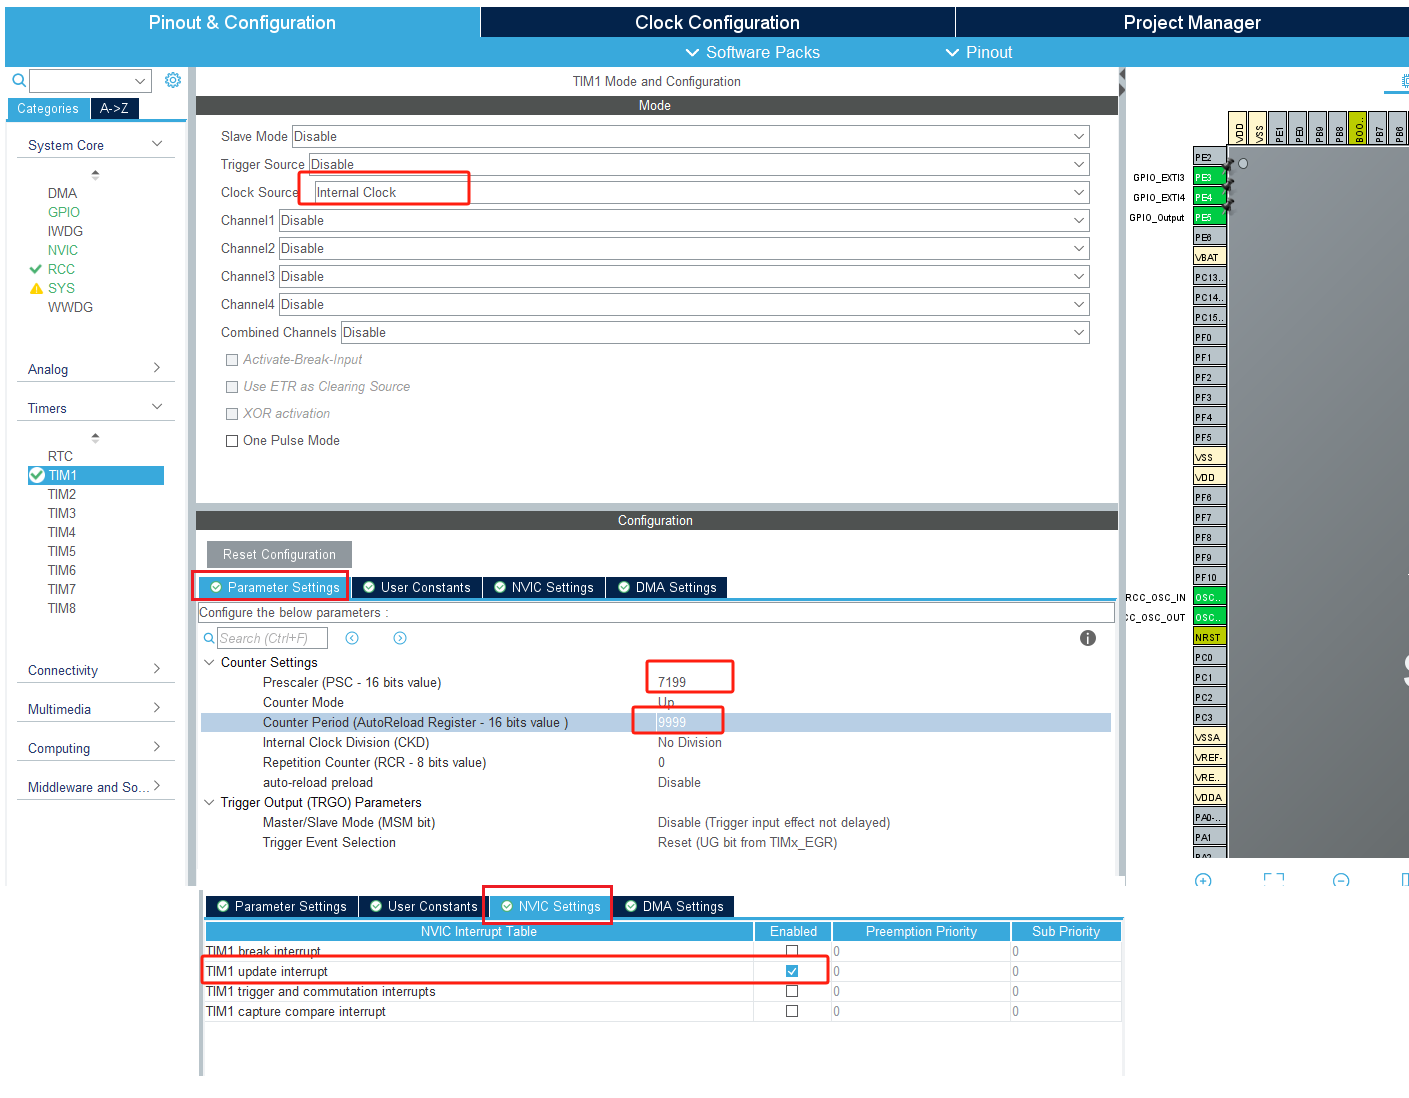 Pinout & Configuration
Clock Configuration
Project Manager
Software Packs
Pinout
Categories
A->Z
System Core
DMA
GPIO
IWDG
NVIC
RCC
SYS
WWDG
Analog
Timers
RTC
TIM1
TIM2
TIM3
TIM4
TIM5
TIM6
TIM7
TIM8
Connectivity
Multimedia
Computing
Middleware and So...
TIM1 Mode and Configuration
Mode
Slave Mode Disable
Trigger Source Disable
Clock Source Internal Clock
Channel1 Disable
Channel2 Disable
Channel3 Disable
Channel4 Disable
Combined Channels Disable
Activate-Break-Input
Use ETR as Clearing Source
XOR activation
One Pulse Mode
Configuration
Reset Configuration
Parameter Settings
User Constants
NVIC Settings
DMA Settings
Configure the below parameters :
Search (Ctrl+F)
Counter Settings
Prescaler (PSC - 16 bits value) 7199
Counter Mode Up
Counter Period (AutoReload Register - 16 bits value ) 9999
Internal Clock Division (CKD) No Division
Repetition Counter (RCR - 8 bits value) 0
auto-reload preload Disable
Trigger Output (TRGO) Parameters
Master/Slave Mode (MSM bit) Disable (Trigger input effect not delayed)
Trigger Event Selection Reset (UG bit from TIMx_EGR)
VDD
VSS
PE1
PE0
PB9
PB8
BOO..
PB7
PB6
PE2
GPIO_EXTI3 PE3
GPIO_EXTI4 PE4
GPIO_Output PE5
PE6
VBAT
PC13..
PC14..
PC15..
PF0
PF1
PF2
PF3
PF4
PF5
VSS
VDD
PF6
PF7
PF8
PF9
PF10
RCC_OSC_IN OSC..
CC_OSC_OUT OSC..
NRST
PC0
PC1
PC2
PC3
VSSA
VREF-
VRE..
VDDA
PA0-..
PA1
PA2
Parameter Settings
User Constants
NVIC Settings
DMA Settings
NVIC Interrupt Table Enabled Preemption Priority Sub Priority
TIM1 break interrupt 0 0
TIM1 update interrupt 0 0
TIM1 trigger and commutation interrupts 0 0
TIM1 capture compare interrupt 0 0